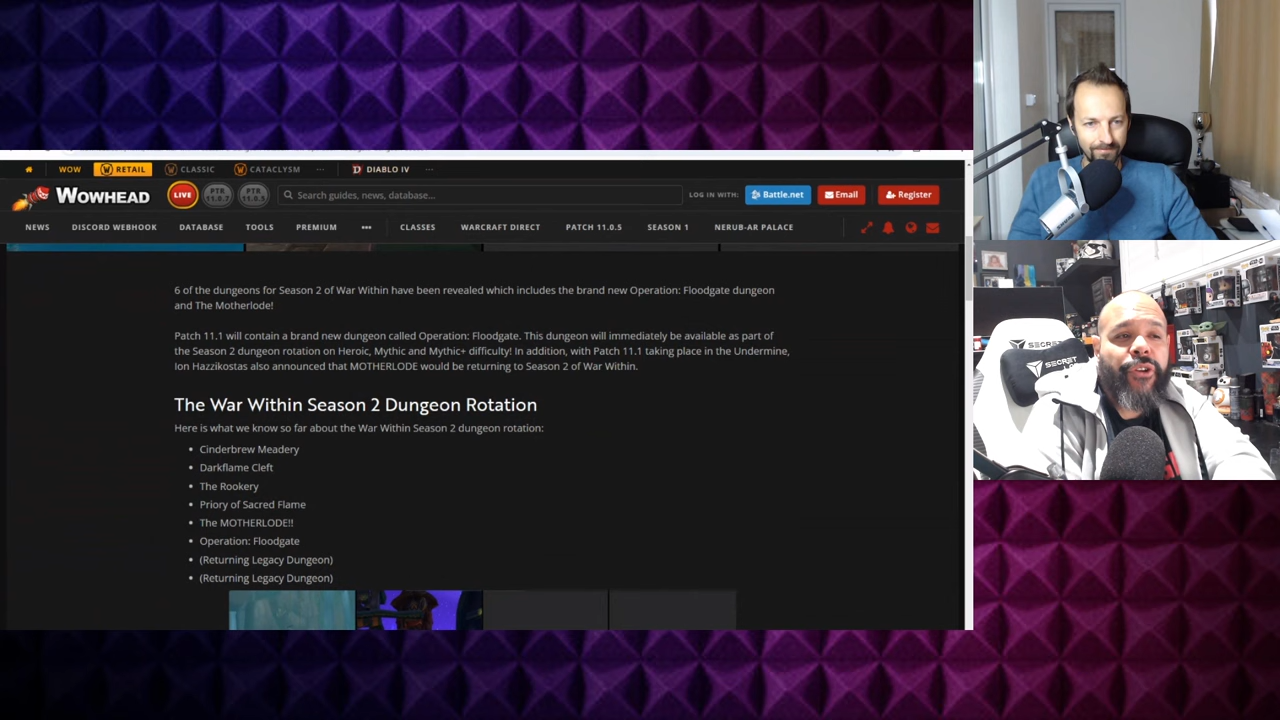 WOW
RETAIL
CLASSIC
CATACLYSM
DIABLO IV
WOWHEAD
LIVE
PTR
PTR
Search guides, news, database...
LOG IN WITH:
Battle.net
Email
Register
NEWS
DISCORD WEBHOOK
DATABASE
TOOLS
PREMIUM
CLASSES
WARCRAFT DIRECT
PATCH 11.0.5
SEASON 1
NERUB-AR PALACE
6 of the dungeons for Season 2 of War Within have been revealed which includes the brand new Operation: Floodgate dungeon
and The Motherlode!
Patch 11.1 will contain a brand new dungeon called Operation: Floodgate. This dungeon will immediately be available as part of
the Season 2 dungeon rotation on Heroic, Mythic and Mythic+ difficulty! In addition, with Patch 11.1 taking place in the Undermine,
Ion Hazzikostas also announced that MOTHERLODE would be returning to Season 2 of War Within.
The War Within Season 2 Dungeon Rotation
Here is what we know so far about the War Within Season 2 dungeon rotation:
Cinderbrew Meadery
Darkflame Cleft
The Rookery
Priory of Sacred Flame
The MOTHERLODE!!
Operation: Floodgate
(Returning Legacy Dungeon)
(Returning Legacy Dungeon)
SECRET
SECRET